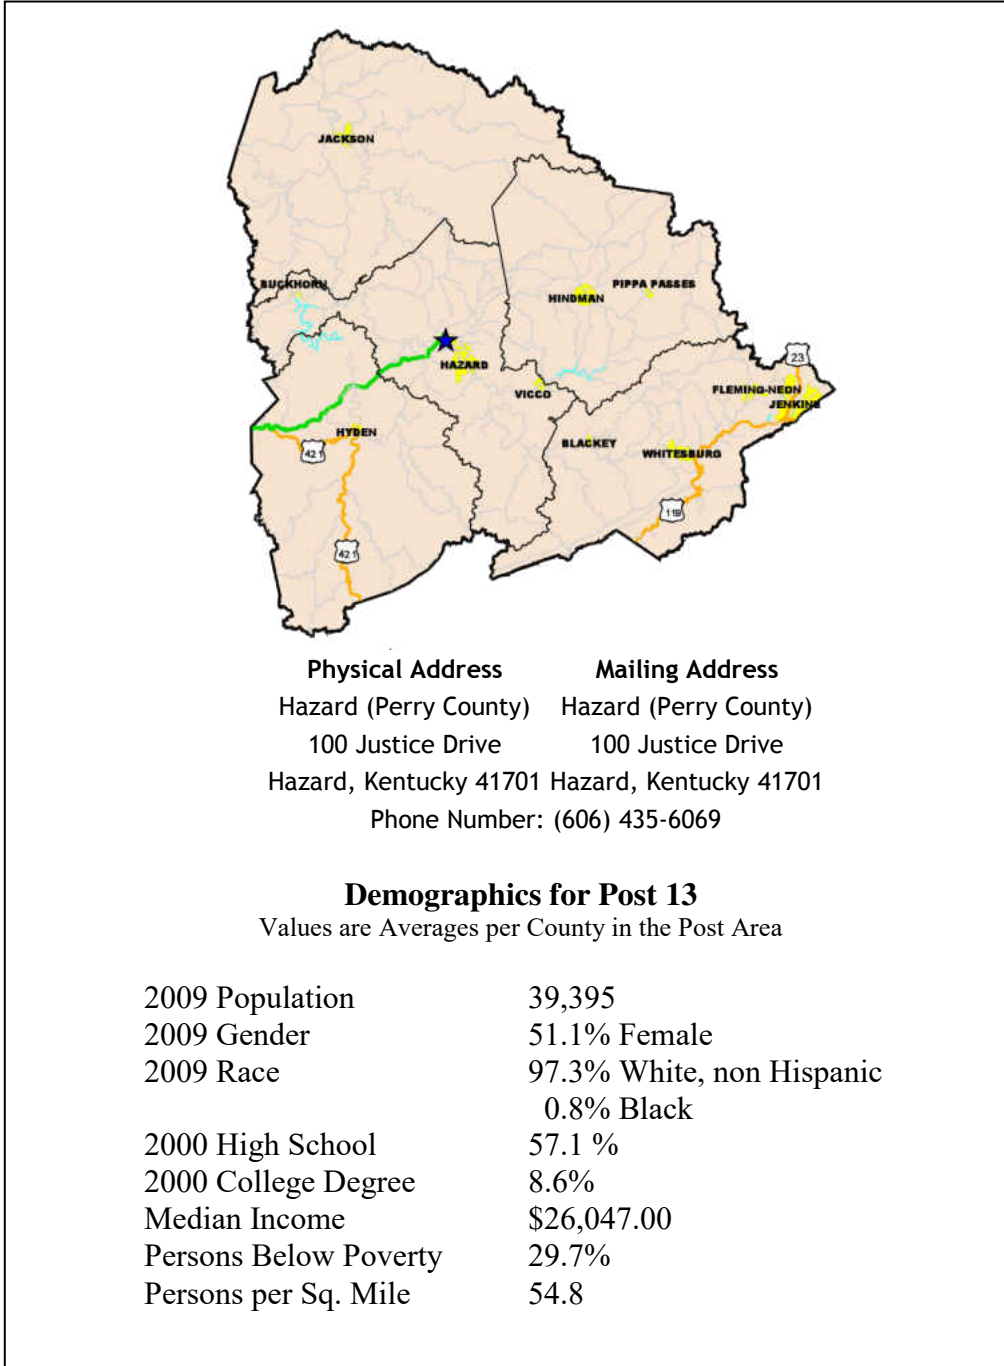 JACKSON
BUCKHORN
HINDMAN
PIPPA PASSES
HAZARD
23
VICCO
FLEMING-NEON
JENKINS
HYDEN
421
BLACKEY
WHITESBURG
119
421
Physical Address Mailing Address
Hazard (Perry County) Hazard (Perry County)
100 Justice Drive 100 Justice Drive
Hazard, Kentucky 41701 Hazard, Kentucky 41701
Phone Number: (606) 435-6069
Demographics for Post 13
Values are Averages per County in the Post Area
2009 Population 39,395
2009 Gender 51.1% Female
2009 Race 97.3% White, non Hispanic
0.8% Black
2000 High School 57.1 %
2000 College Degree 8.6%
Median Income $26,047.00
Persons Below Poverty 29.7%
Persons per Sq. Mile 54.8